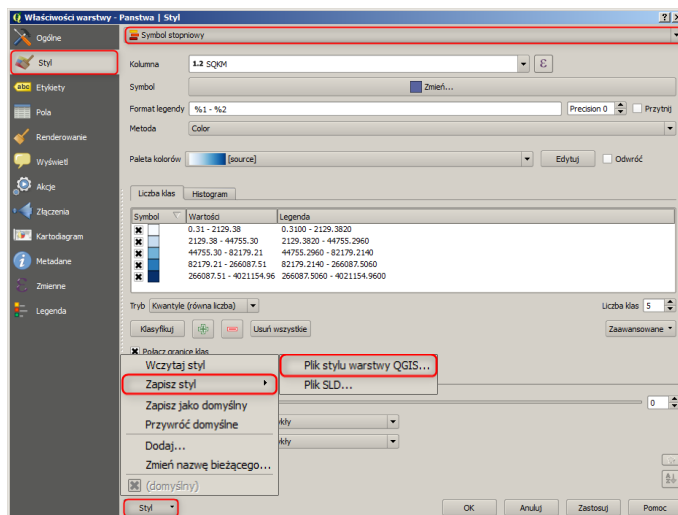 Właściwości warstwy - Panstwa | Styl
Ogólne
Styl
abc Etykiety
Pola
Renderowanie
Wyświetl
Akcje
Złączenia
Kartodiagram
Metadane
Zmienne
Legenda
Symbol stopniowy
Kolumna 1.2 SQKM ε
Symbol Zmień...
Format legendy %1 - %2 Precision 0 Przytnij
Metoda Color
Paleta kolorów [source] Edytuj Odwróć
Liczba klas Histogram
Symbol Wartości Legenda
0.31 - 2129.38 0.3100 - 2129.3820
2129.38 - 44755.30 2129.3820 - 44755.2960
44755.30 - 82179.21 44755.2960 - 82179.2140
82179.21 - 266087.51 82179.2140 - 266087.5060
266087.51 - 4021154.96 266087.5060 - 4021154.9600
Tryb Kwantyle (równa liczba) Liczba klas 5
Klasyfikuj Usuń wszystkie Zaawansowane
Połącz granice klas
Wczytaj styl
Zapisz styl
Zapisz jako domyślny
Przywróć domyślne
Dodaj...
Zmień nazwę bieżącego...
(domyślny)
Plik stylu warstwy QGIS...
Plik SLD...
0
Styl OK Anuluj Zastosuj Pomoc